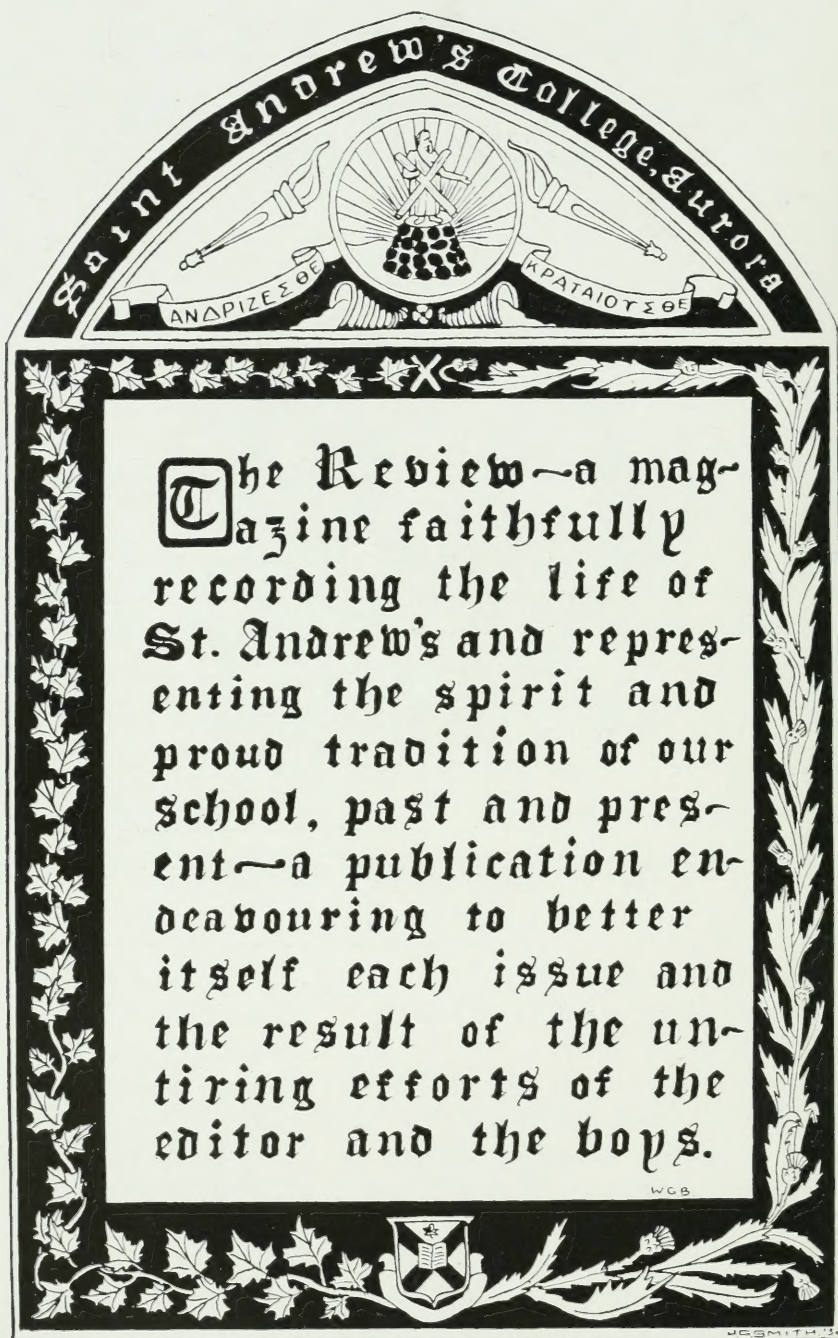 Saint Andrew's College, Aurora
ΑΝΔΡΙΖΕΣΘΕ
ΚΡΑΤΑΙΟΥΣΘΕ
The Review~a mag-
azine faithfully
recording the life of
St. Andrew's and repres-
enting the spirit and
proud tradition of our
school, past and pres-
ent~a publication en-
deavouring to better
itself each issue and
the result of the un-
tiring efforts of the
editor and the boys.
WGB
JGSMITH